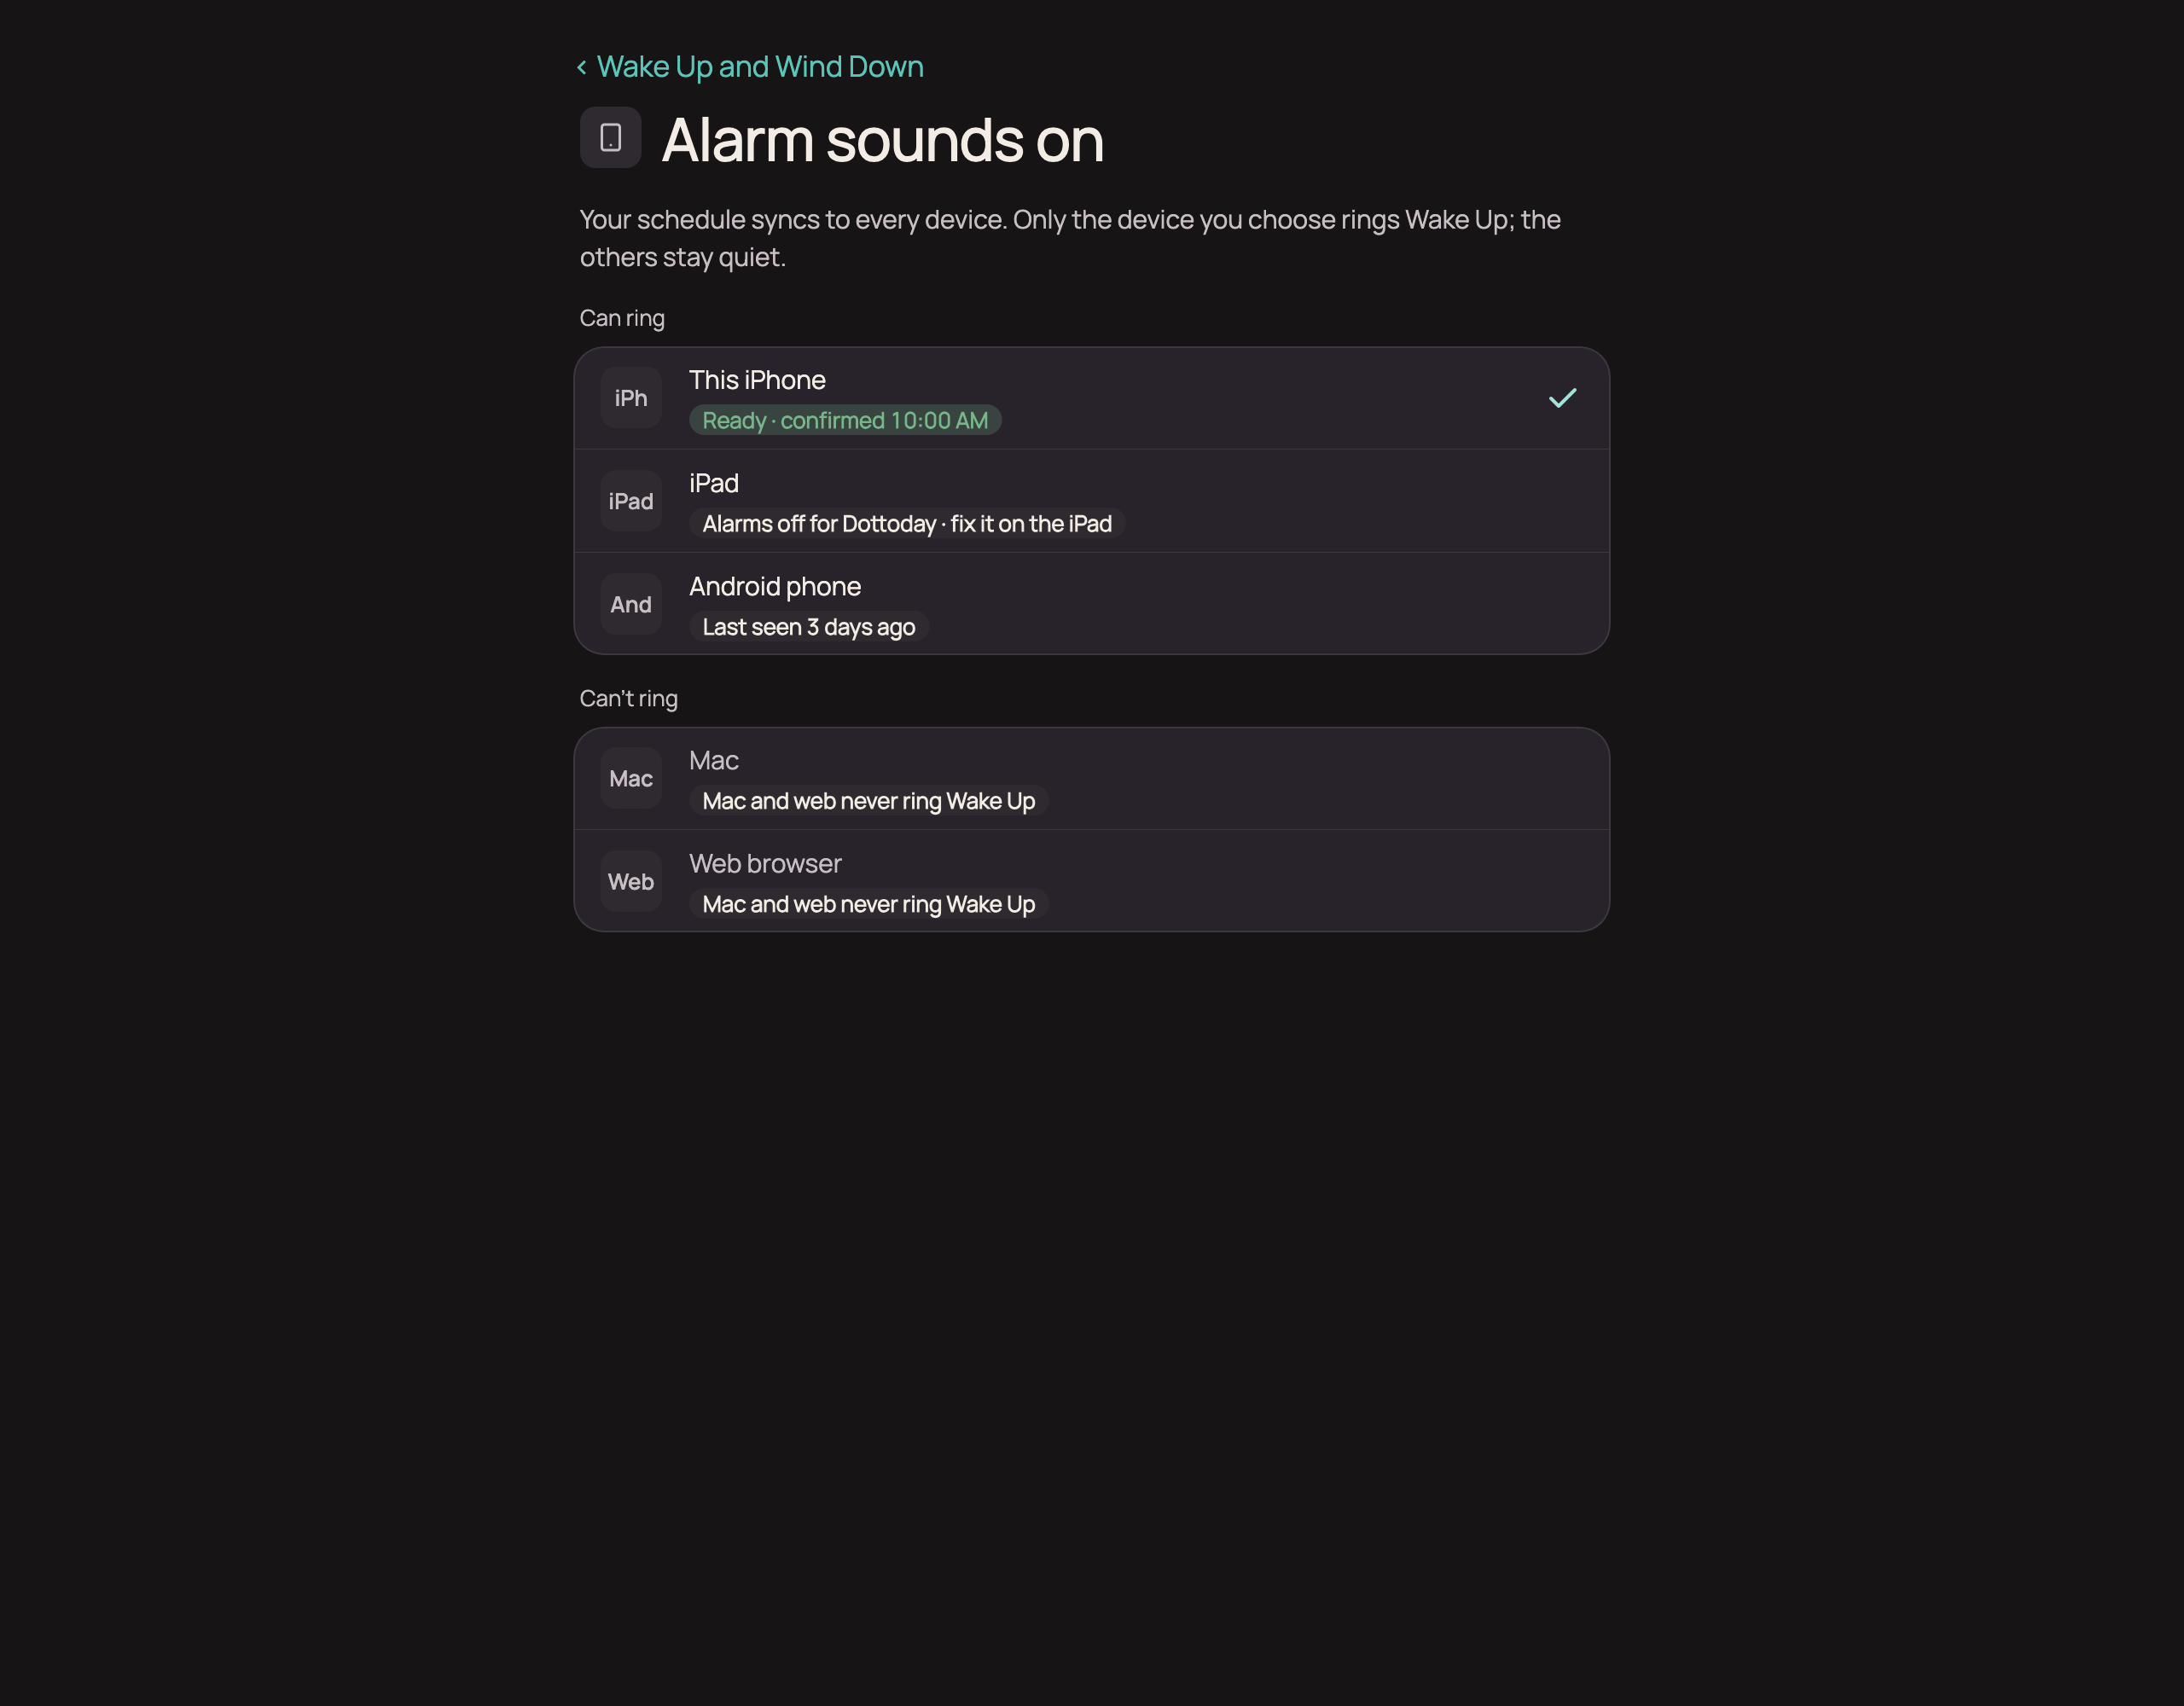 ‹ Wake Up and Wind Down
Alarm sounds on
Your schedule syncs to every device. Only the device you choose rings Wake Up; the
others stay quiet.
Can ring
iPh
This iPhone
Ready · confirmed 10:00 AM
iPad
iPad
Alarms off for Dottoday · fix it on the iPad
And
Android phone
Last seen 3 days ago
Can’t ring
Mac
Mac
Mac and web never ring Wake Up
Web
Web browser
Mac and web never ring Wake Up